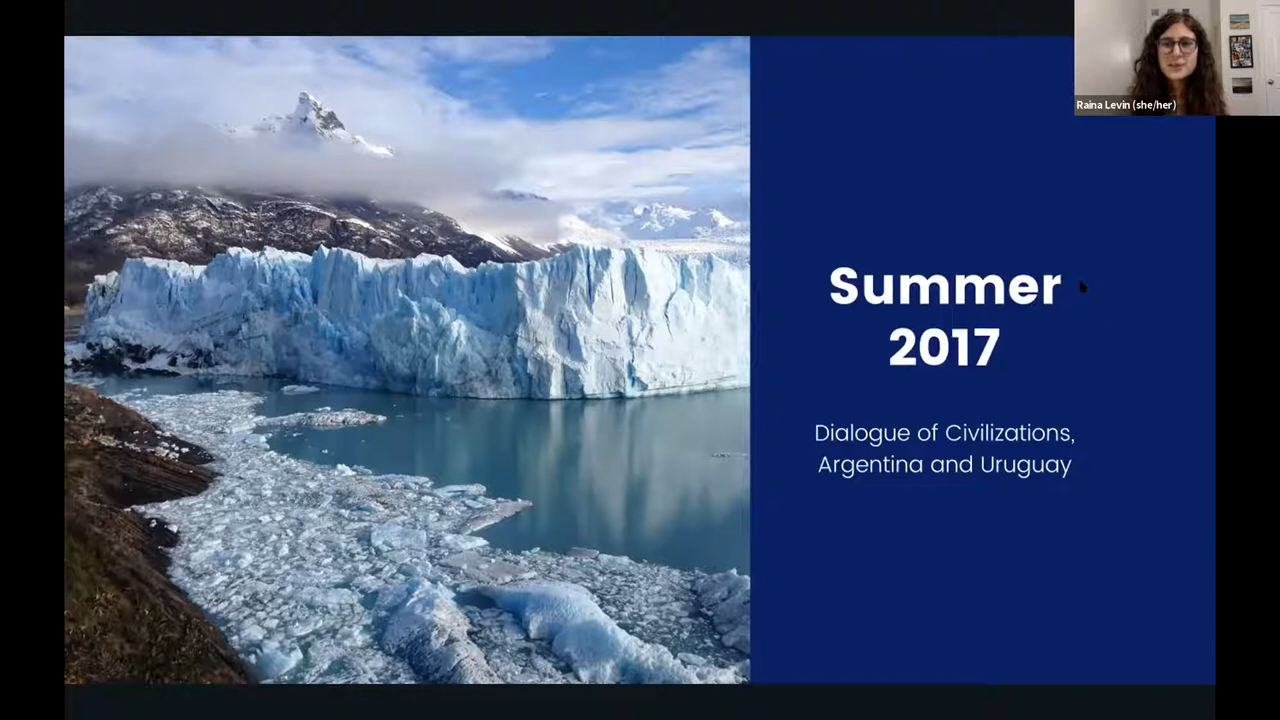 Raina Levin (she/her)
Summer
2017
Dialogue of Civilizations,
Argentina and Uruguay